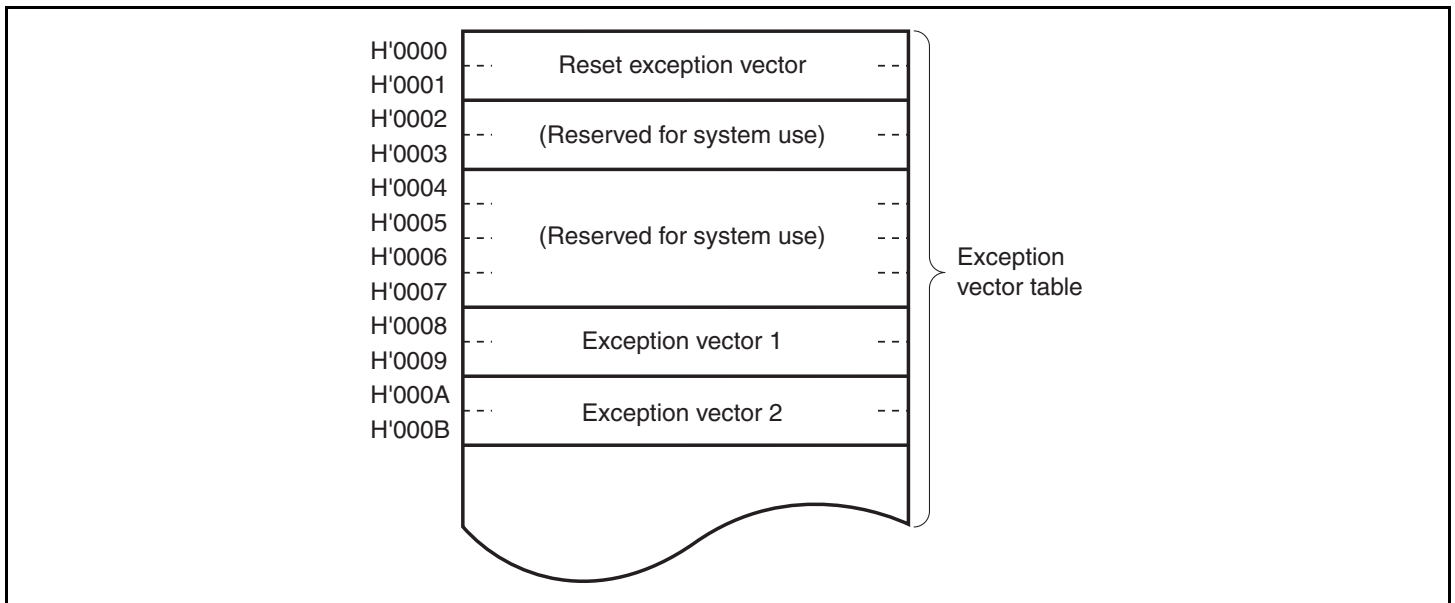 H'0000
Reset exception vector
H'0001
H'0002
(Reserved for system use)
H'0003
H'0004
H'0005
(Reserved for system use)
H'0006
H'0007
H'0008
Exception vector 1
H'0009
H'000A
Exception vector 2
H'000B
Exception
vector table